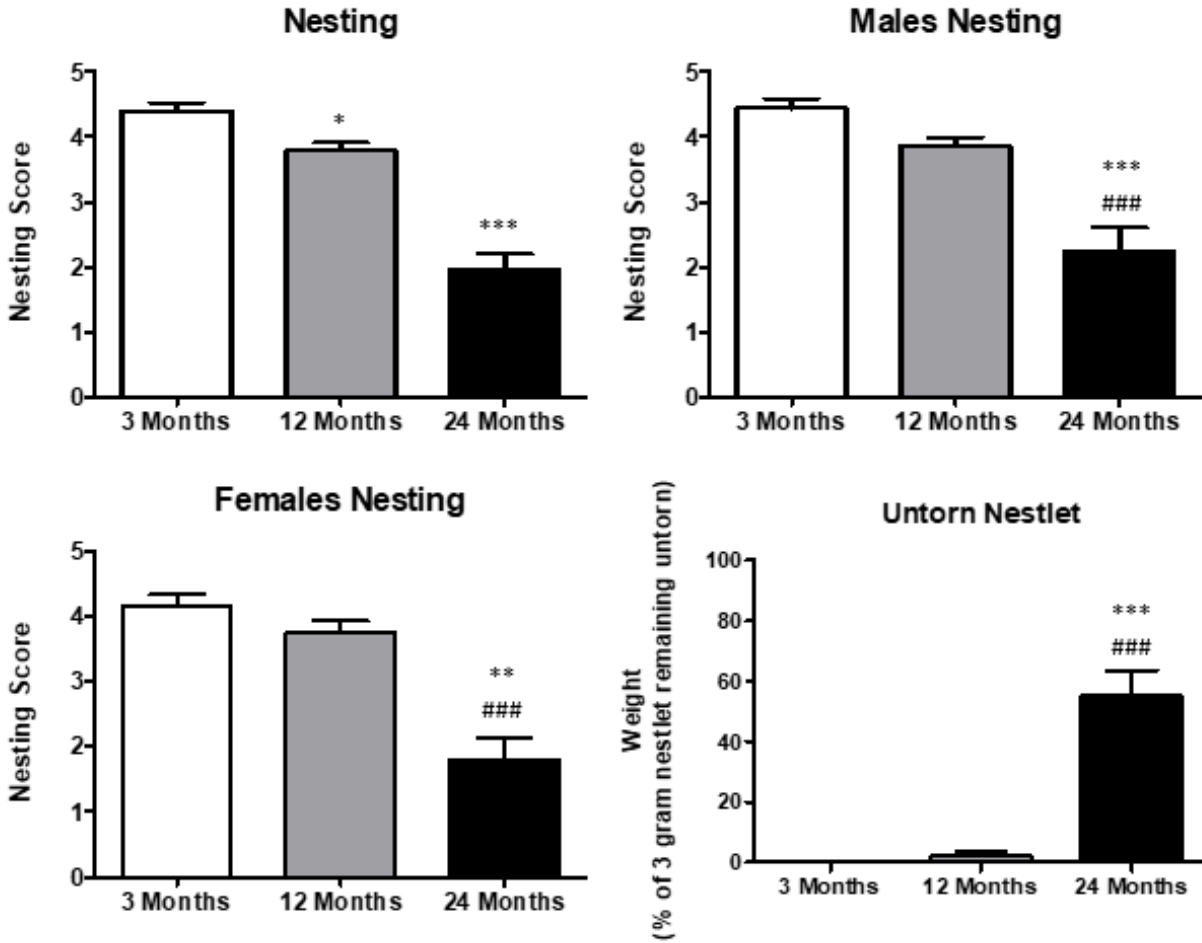 Nesting
Nesting Score
5
4
3
2
1
0
*
***
3 Months
12 Months
24 Months
Males Nesting
Nesting Score
5
4
3
2
1
0
***
###
3 Months
12 Months
24 Months
Females Nesting
Nesting Score
5
4
3
2
1
0
**
###
3 Months
12 Months
24 Months
Untorn Nestlet
Weight
(% of 3 gram nestlet remaining untorn)
100
80
60
40
20
0
***
###
3 Months
12 Months
24 Months